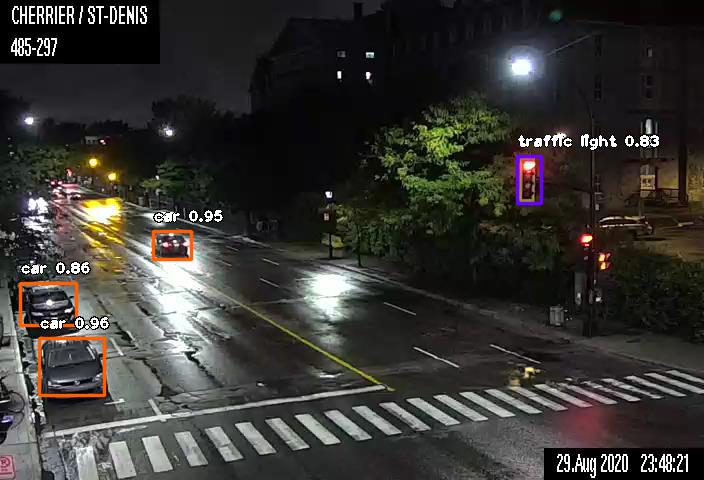 CHERRIER / ST-DENIS
485-297
traffic light 0.83
car 0.95
car 0.86
car 0.96
29.Aug 2020 23:48:21